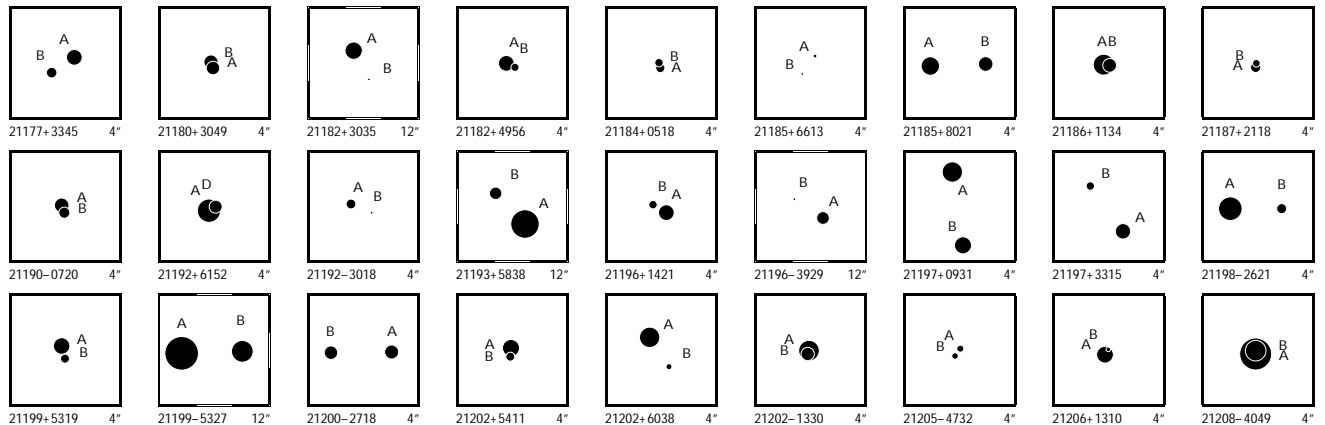 A
B
21177+3345 4″
B
A
21180+3049 4″
A
B
21182+3035 12″
A
B
21182+4956 4″
B
A
21184+0518 4″
A
B
21185+6613 4″
A B
21185+8021 4″
A B
21186+1134 4″
B
A
21187+2118 4″
A
B
21190−0720 4″
D
A
21192+6152 4″
A
B
21192−3018 4″
B
A
21193+5838 12″
B
A
21196+1421 4″
B
A
21196−3929 12″
A
B
21197+0931 4″
B
A
21197+3315 4″
A B
21198−2621 4″
A
B
21199+5319 4″
A B
21199−5327 12″
B A
21200−2718 4″
A
B
21202+5411 4″
A
B
21202+6038 4″
A
B
21202−1330 4″
A
B
21205−4732 4″
B
A
21206+1310 4″
B
A
21208−4049 4″